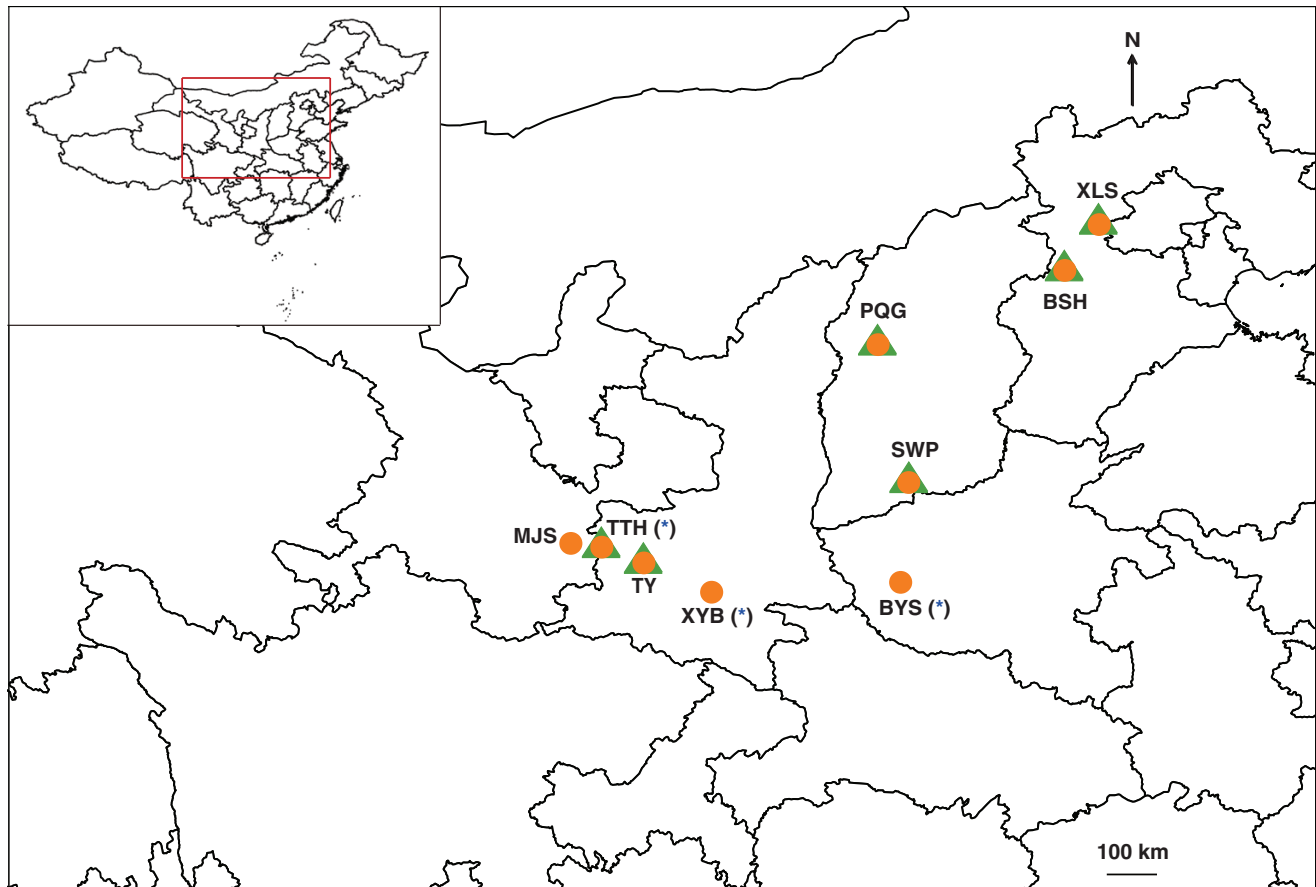 N
XLS
BSH
PQG
SWP
TTH (*)
MJS
TY
XYB (*)
BYS (*)
100 km